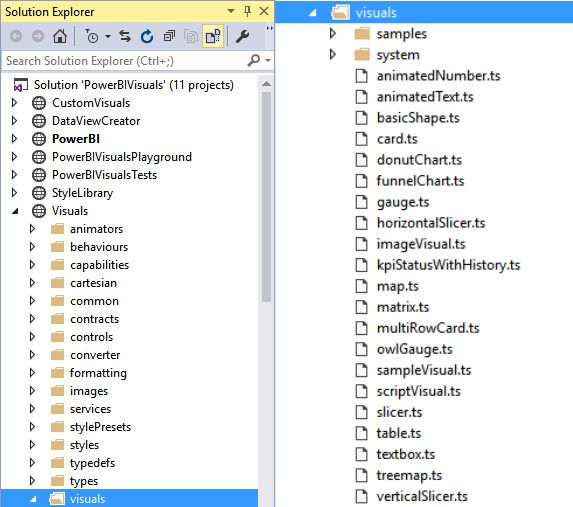 Solution Explorer
Search Solution Explorer (Ctrl+;)
Solution 'PowerBIVisuals' (11 projects)
CustomVisuals
DataViewCreator
PowerBI
PowerBIVisualsPlayground
PowerBIVisualsTests
StyleLibrary
Visuals
animators
behaviours
capabilities
cartesian
common
contracts
controls
converter
formatting
images
services
stylePresets
styles
typedefs
types
visuals
visuals
samples
system
animatedNumber.ts
animatedText.ts
basicShape.ts
card.ts
donutChart.ts
funnelChart.ts
gauge.ts
horizontalSlicer.ts
imageVisual.ts
kpiStatusWithHistory.ts
map.ts
matrix.ts
multiRowCard.ts
owlGauge.ts
sampleVisual.ts
scriptVisual.ts
slicer.ts
table.ts
textbox.ts
treemap.ts
verticalSlicer.ts